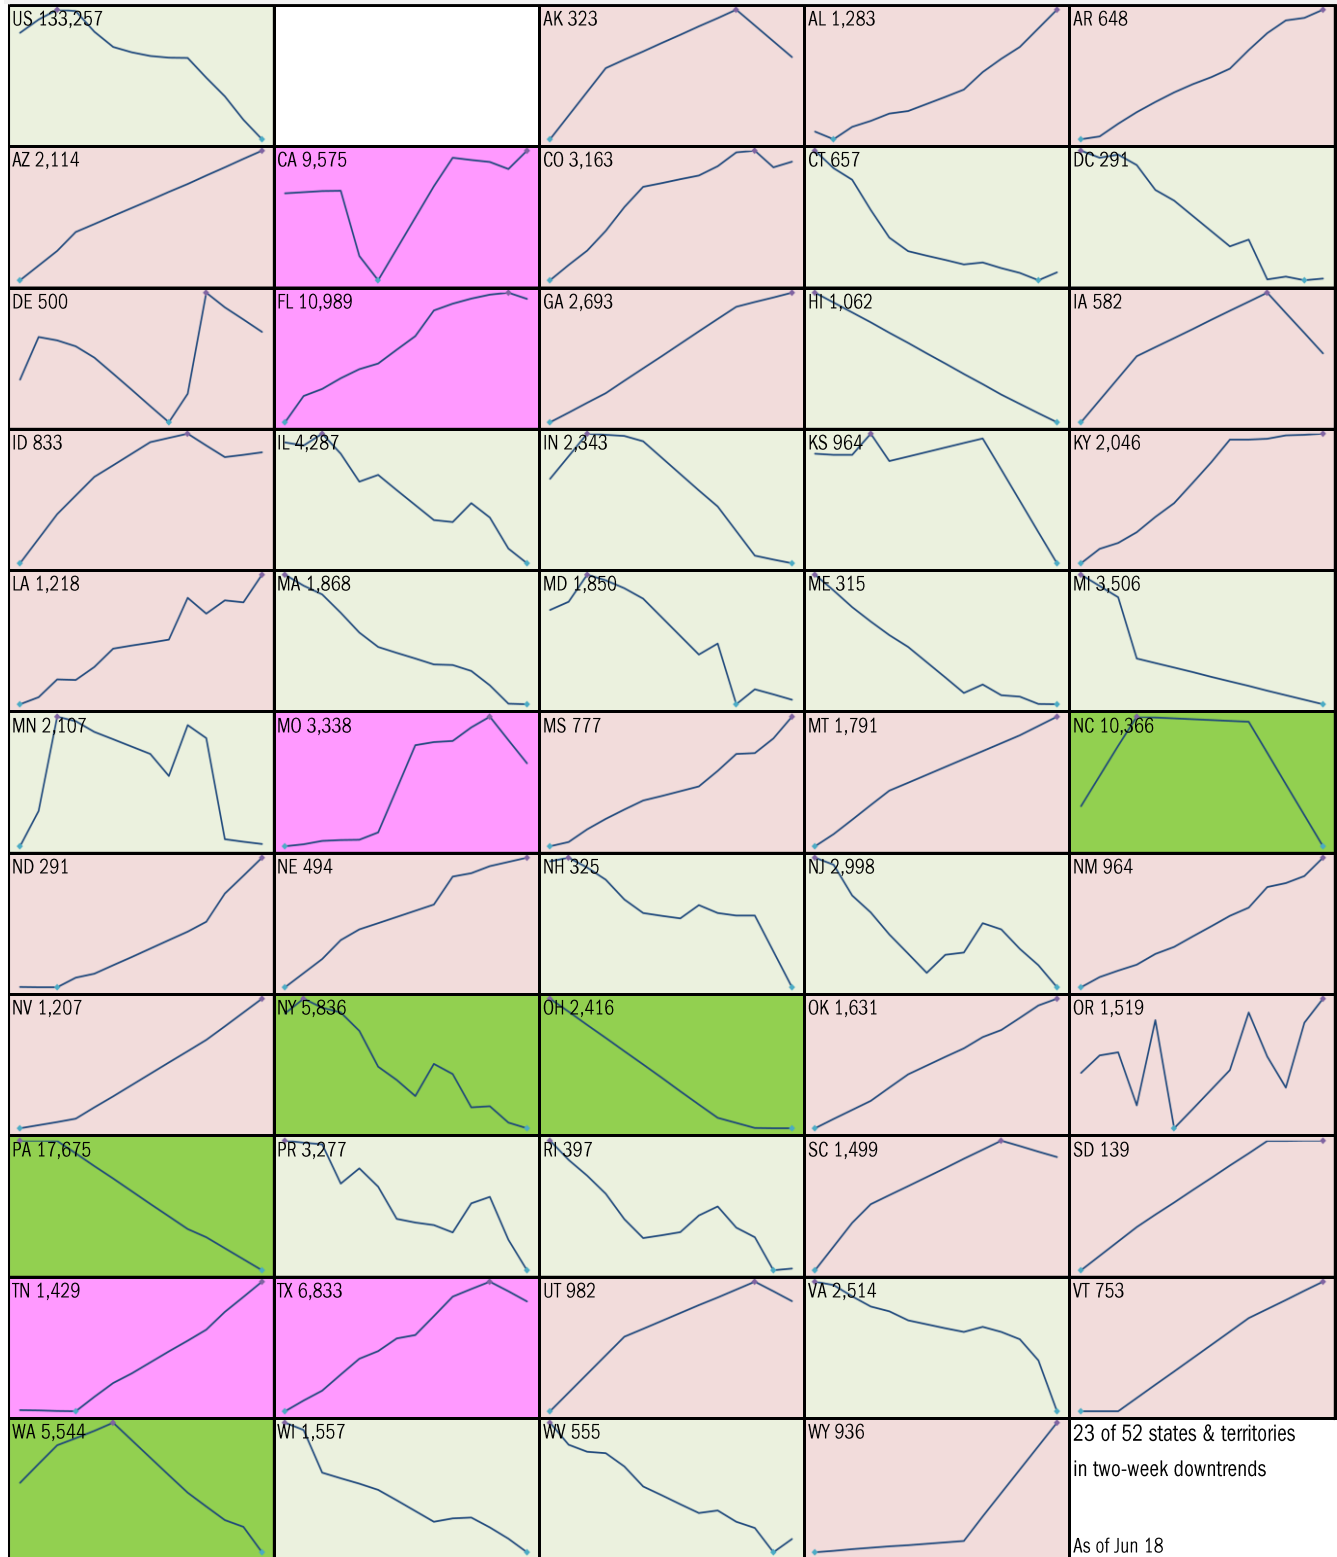 US 133,257
AK 323
AL 1,283
AR 648
AZ 2,114
CA 9,575
CO 3,163
CT 657
DC 291
DE 500
FL 10,989
GA 2,693
HI 1,062
IA 582
ID 833
IL 4,287
IN 2,343
KS 964
KY 2,046
LA 1,218
MA 1,868
MD 1,850
ME 315
MI 3,506
MN 2,107
MO 3,338
MS 777
MT 1,791
NC 10,366
ND 291
NE 494
NH 325
NJ 2,998
NM 964
NV 1,207
NY 5,836
OH 2,416
OK 1,631
OR 1,519
PA 17,675
PR 3,277
RI 397
SC 1,499
SD 139
TN 1,429
TX 6,833
UT 982
VA 2,514
VT 753
WA 5,544
WI 1,557
WV 555
WY 936
23 of 52 states & territories
in two-week downtrends
As of Jun 18